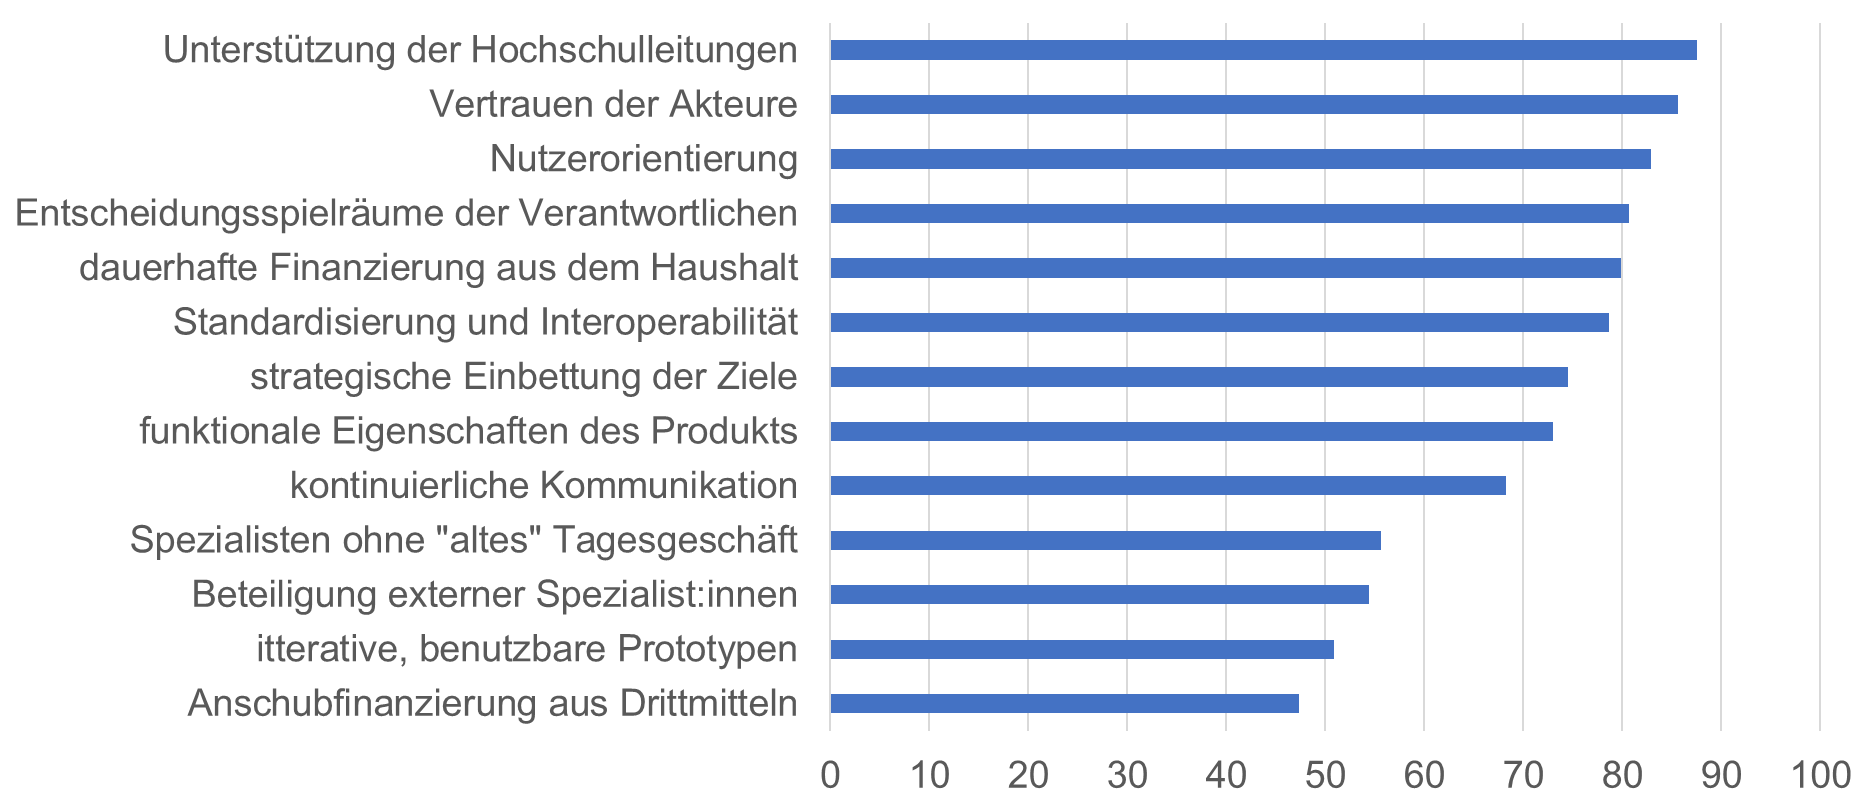 Unterstützung der Hochschulleitungen
Vertrauen der Akteure
Nutzerorientierung
Entscheidungsspielräume der Verantwortlichen
dauerhafte Finanzierung aus dem Haushalt
Standardisierung und Interoperabilität
strategische Einbettung der Ziele
funktionale Eigenschaften des Produkts
kontinuierliche Kommunikation
Spezialisten ohne "altes" Tagesgeschäft
Beteiligung externer Spezialist:innen
itterative, benutzbare Prototypen
Anschubfinanzierung aus Drittmitteln
0 10 20 30 40 50 60 70 80 90 100